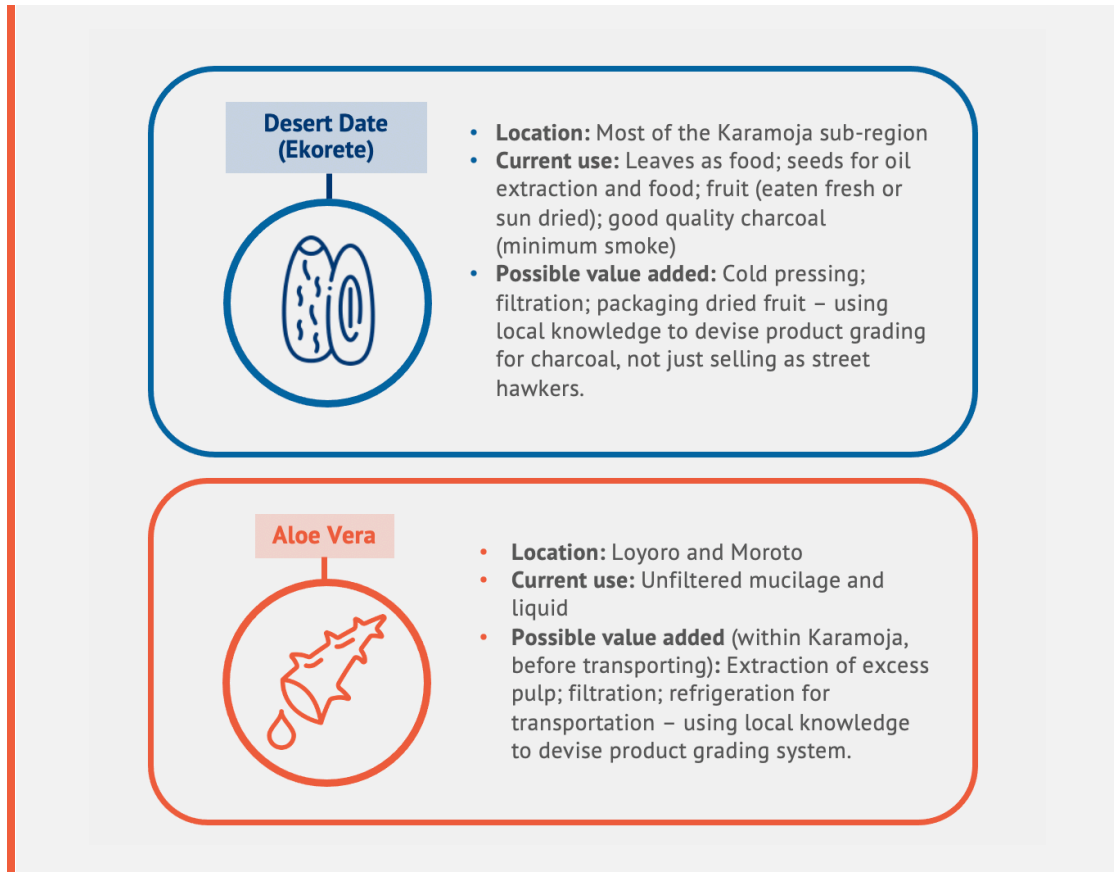 Desert Date
(Ekorete)
• Location: Most of the Karamoja sub-region
• Current use: Leaves as food; seeds for oil
extraction and food; fruit (eaten fresh or
sun dried); good quality charcoal
(minimum smoke)
• Possible value added: Cold pressing;
filtration; packaging dried fruit – using
local knowledge to devise product grading
for charcoal, not just selling as street
hawkers.
Aloe Vera
• Location: Loyoro and Moroto
• Current use: Unfiltered mucilage and
liquid
• Possible value added (within Karamoja,
before transporting): Extraction of excess
pulp; filtration; refrigeration for
transportation – using local knowledge
to devise product grading system.